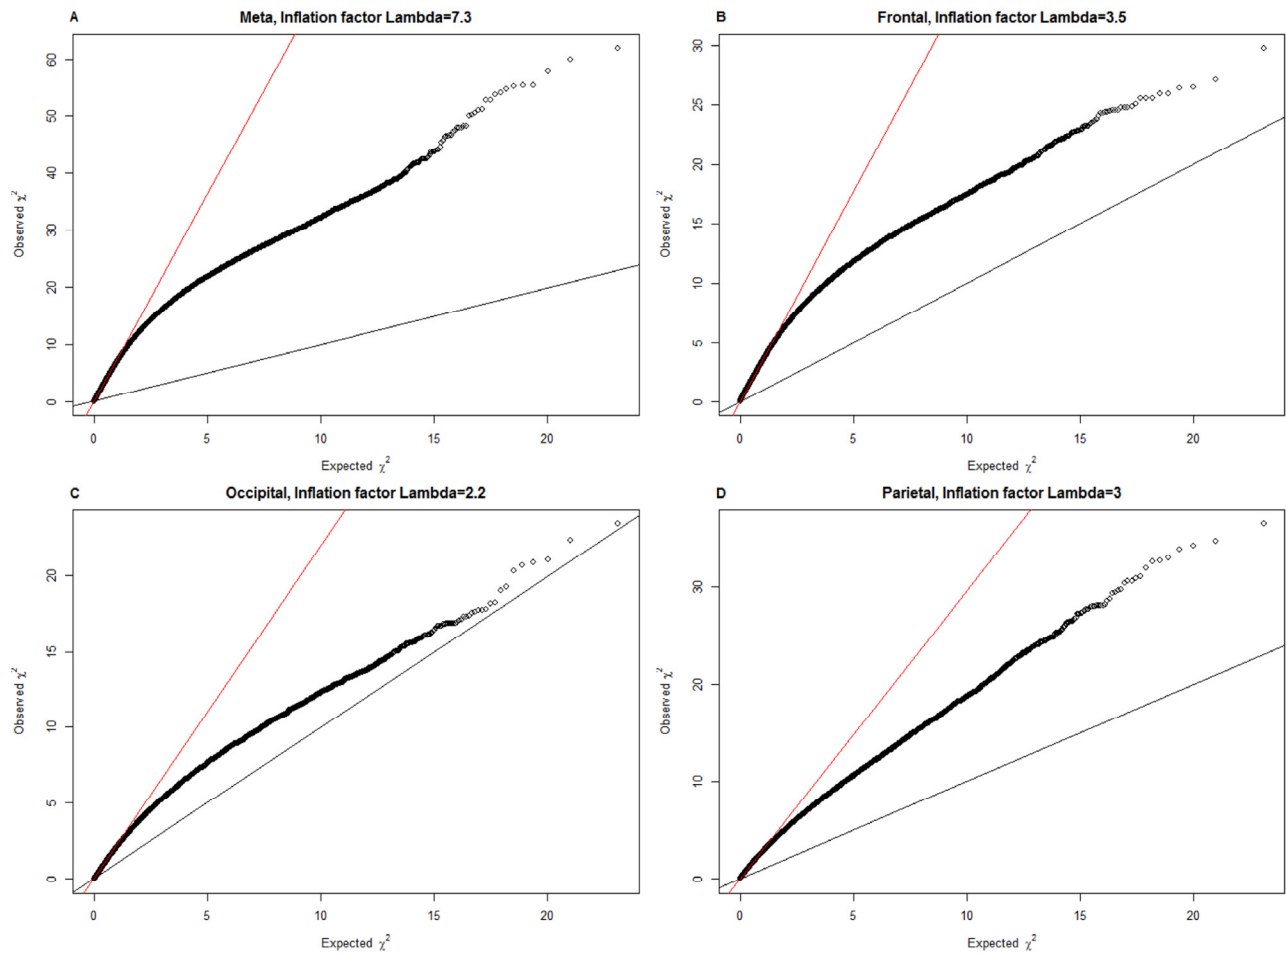 A Meta, Inflation factor Lambda=7.3
Observed χ²
0 10 20 30 40 50 60
0 5 10 15 20
Expected χ²
B Frontal, Inflation factor Lambda=3.5
Observed χ²
0 5 10 15 20 25 30
0 5 10 15 20
Expected χ²
C Occipital, Inflation factor Lambda=2.2
Observed χ²
0 5 10 15 20
0 5 10 15 20
Expected χ²
D Parietal, Inflation factor Lambda=3
Observed χ²
0 10 20 30
0 5 10 15 20
Expected χ²